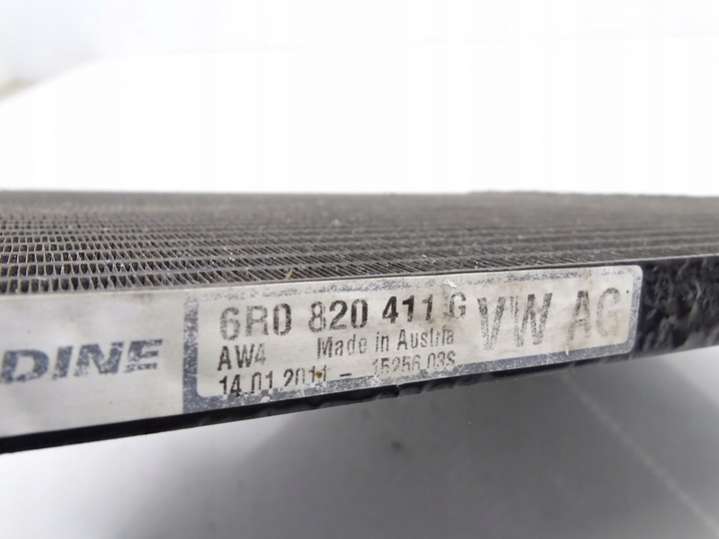 DINE
6R0 820 411 G VW AG
AW4 Made in Austria
14.01.2011 - 15256.03S